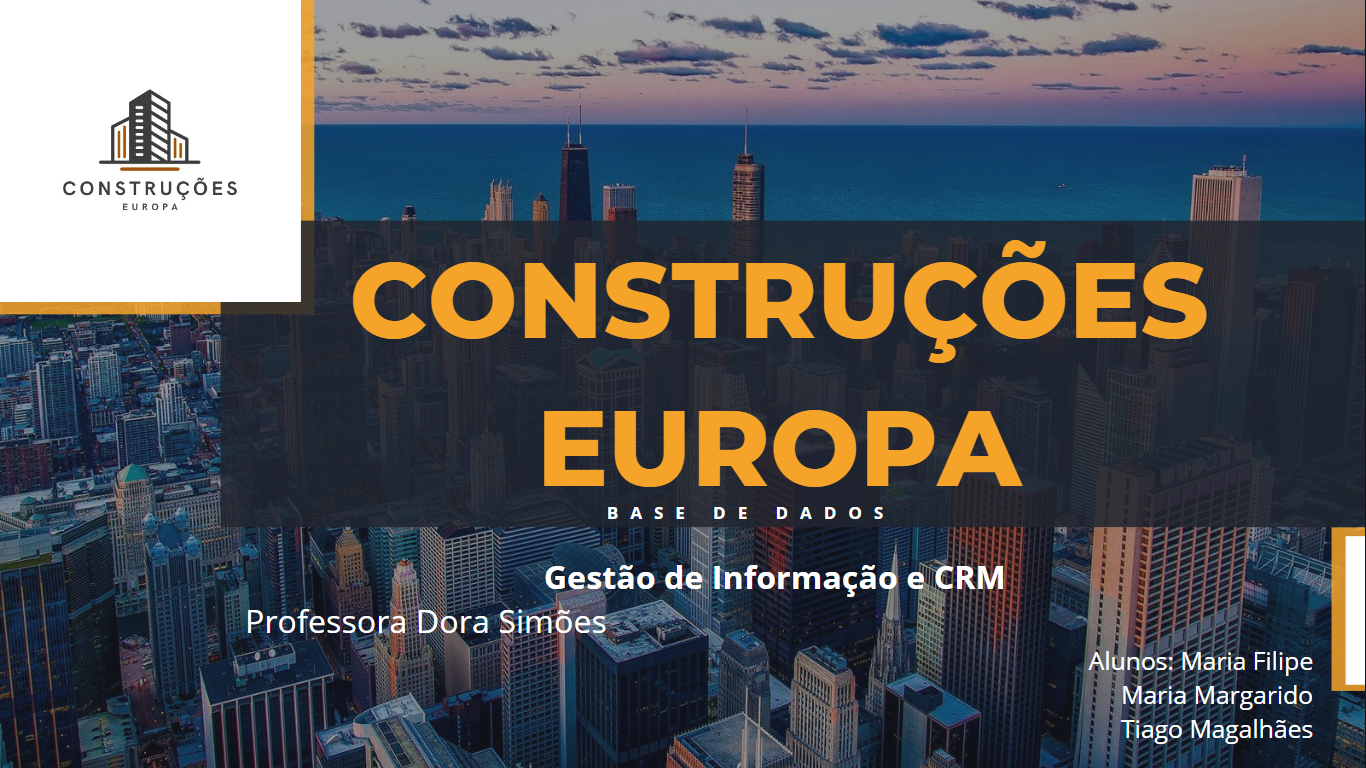 CONSTRUÇÕES
EUROPA
CONSTRUÇÕES
EUROPA
BASE DE DADOS
Gestão de Informação e CRM
Professora Dora Simões
Alunos: Maria Filipe
Maria Margarido
Tiago Magalhães